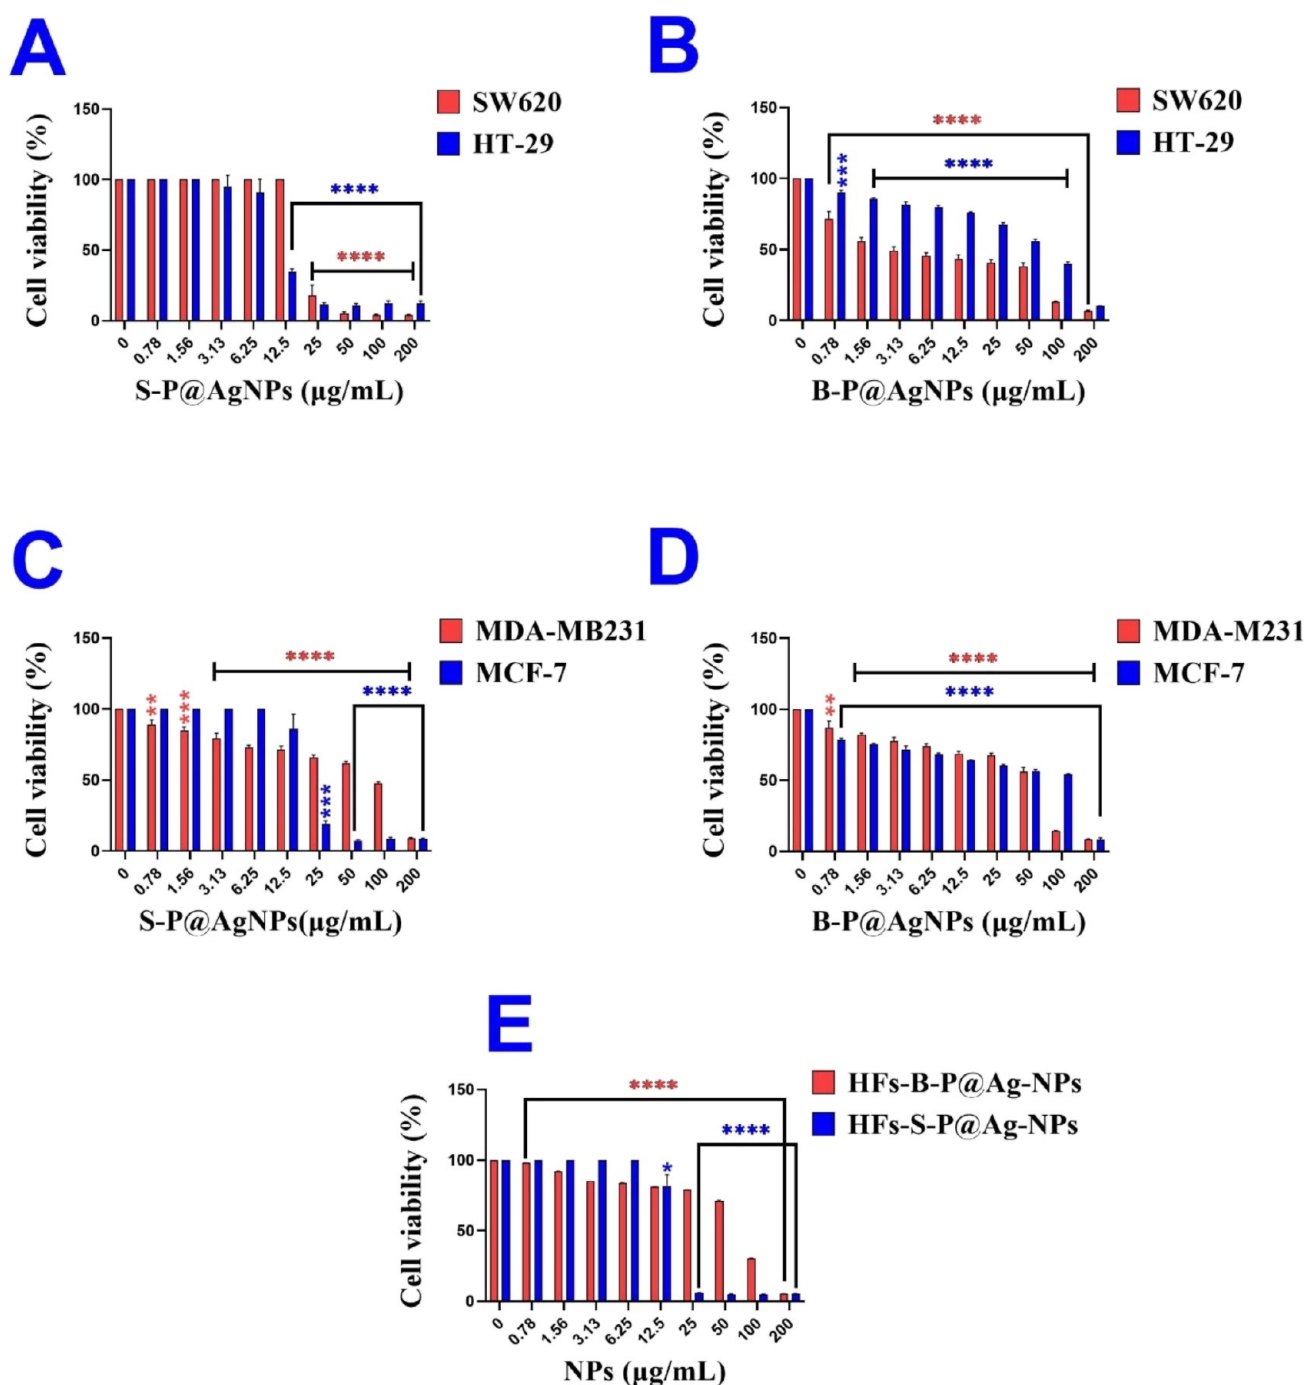 A
SW620
HT-29
Cell viability (%)
150
100
50
0
****
****
0 0.78 1.56 3.13 6.25 12.5 25 50 100 200
S-P@AgNPs (μg/mL)
B
SW620
HT-29
Cell viability (%)
150
100
50
0
****
***
****
0 0.78 1.56 3.13 6.25 12.5 25 50 100 200
B-P@AgNPs (μg/mL)
C
MDA-MB231
MCF-7
Cell viability (%)
150
100
50
0
****
** *** ****
***
0 0.78 1.56 3.13 6.25 12.5 25 50 100 200
S-P@AgNPs(μg/mL)
D
MDA-M231
MCF-7
Cell viability (%)
150
100
50
0
****
** ****
0 0.78 1.56 3.13 6.25 12.5 25 50 100 200
B-P@AgNPs (μg/mL)
E
HFs-B-P@Ag-NPs
HFs-S-P@Ag-NPs
Cell viability (%)
150
100
50
0
****
****
*
0 0.78 1.56 3.13 6.25 12.5 25 50 100 200
NPs (μg/mL)